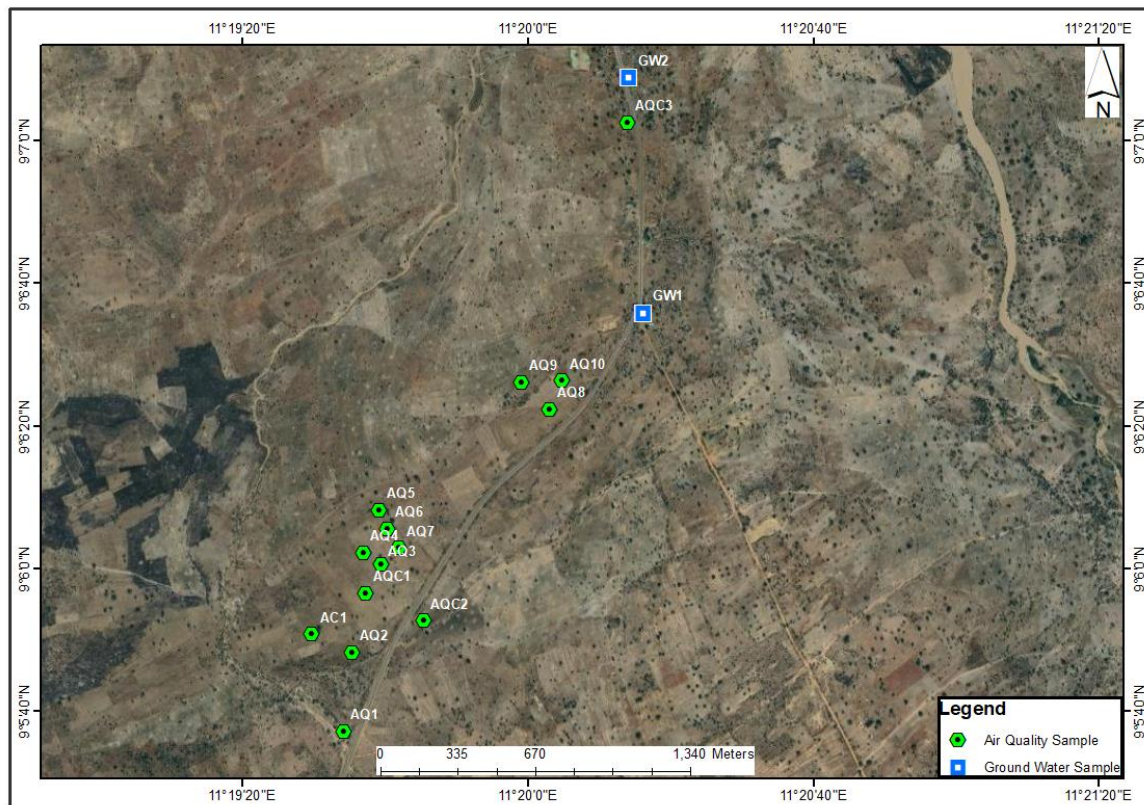 11°19'20"E 11°20'0"E 11°20'40"E 11°21'20"E
N
GW2
AQC3
9°7'0"N 9°7'0"N
9°6'40"N 9°6'40"N
GW1
AQ9 AQ10
AQ8
9°6'20"N 9°6'20"N
AQ5
AQ6
AQ7
AQ4
AQ3
9°6'0"N 9°6'0"N
AQC1
AQC2
AC1
AQ2
9°5'40"N 9°5'40"N
AQ1
Legend
Air Quality Sample
Ground Water Sample
0 335 670 1,340 Meters
11°19'20"E 11°20'0"E 11°20'40"E 11°21'20"E